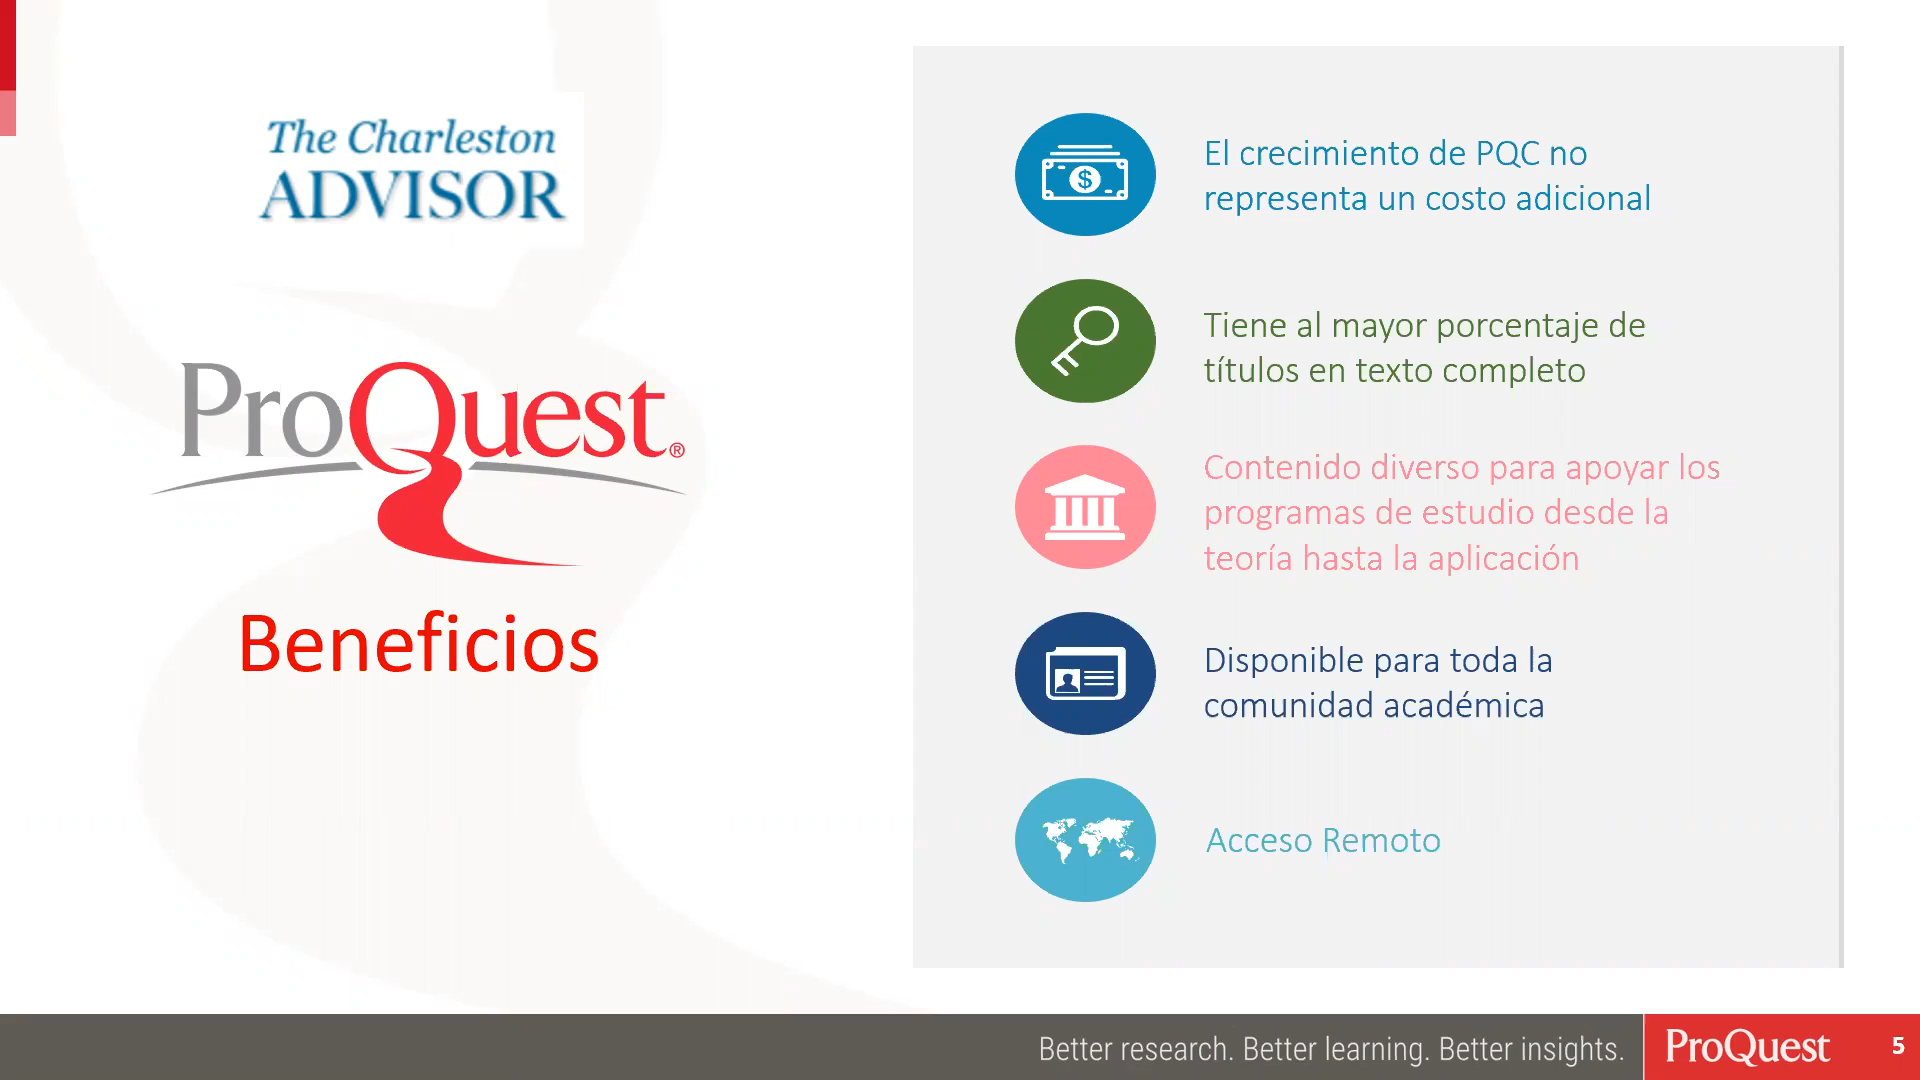 The Charleston
ADVISOR
ProQuest®
Beneficios
El crecimiento de PQC no
representa un costo adicional
$
Tiene al mayor porcentaje de
títulos en texto completo
Contenido diverso para apoyar los
programas de estudio desde la
teoría hasta la aplicación
Disponible para toda la
comunidad académica
Acceso Remoto
Better research. Better learning. Better insights.
ProQuest
5